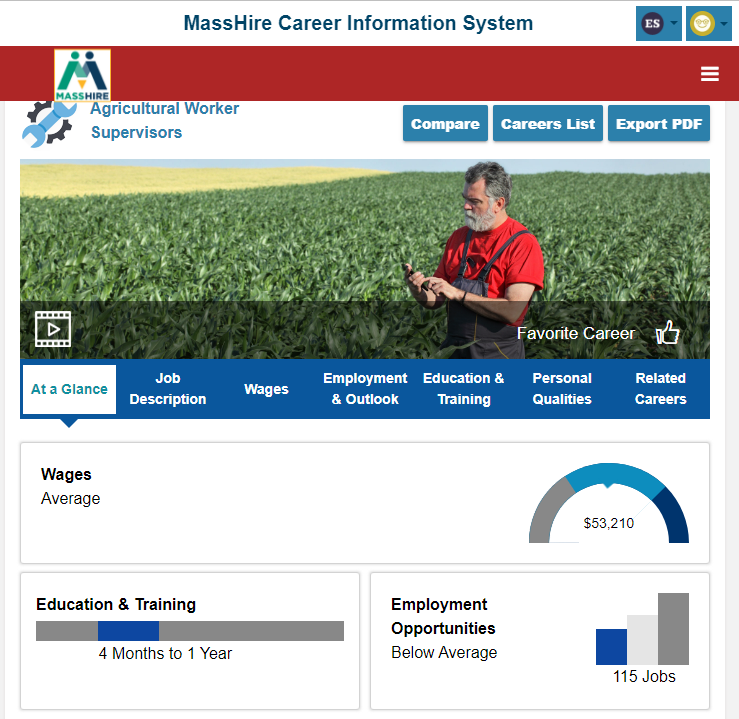 MassHire Career Information System
ES
MASSHIRE
Agricultural Worker
Supervisors
Compare
Careers List
Export PDF
Favorite Career
At a Glance
Job
Description
Wages
Employment
& Outlook
Education &
Training
Personal
Qualities
Related
Careers
Wages
Average
$53,210
Education & Training
4 Months to 1 Year
Employment
Opportunities
Below Average
115 Jobs